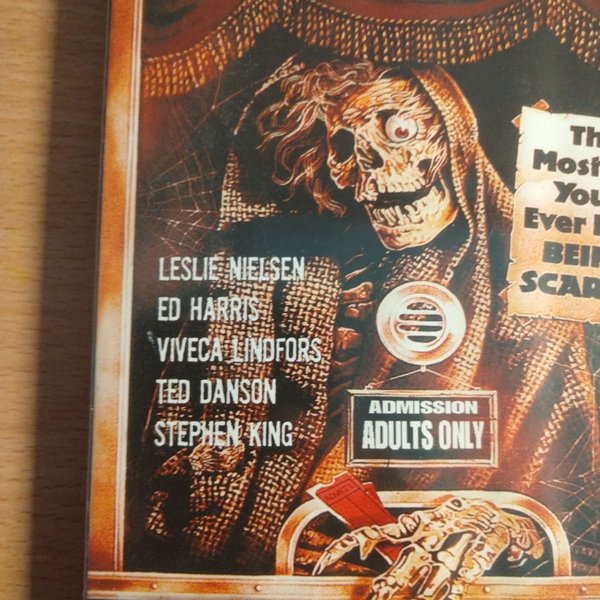 Th
Most
You
Ever H
BEIN
SCAR
LESLIE NIELSEN
ED HARRIS
VIVECA LINDFORS
TED DANSON
STEPHEN KING
ADMISSION
ADULTS ONLY